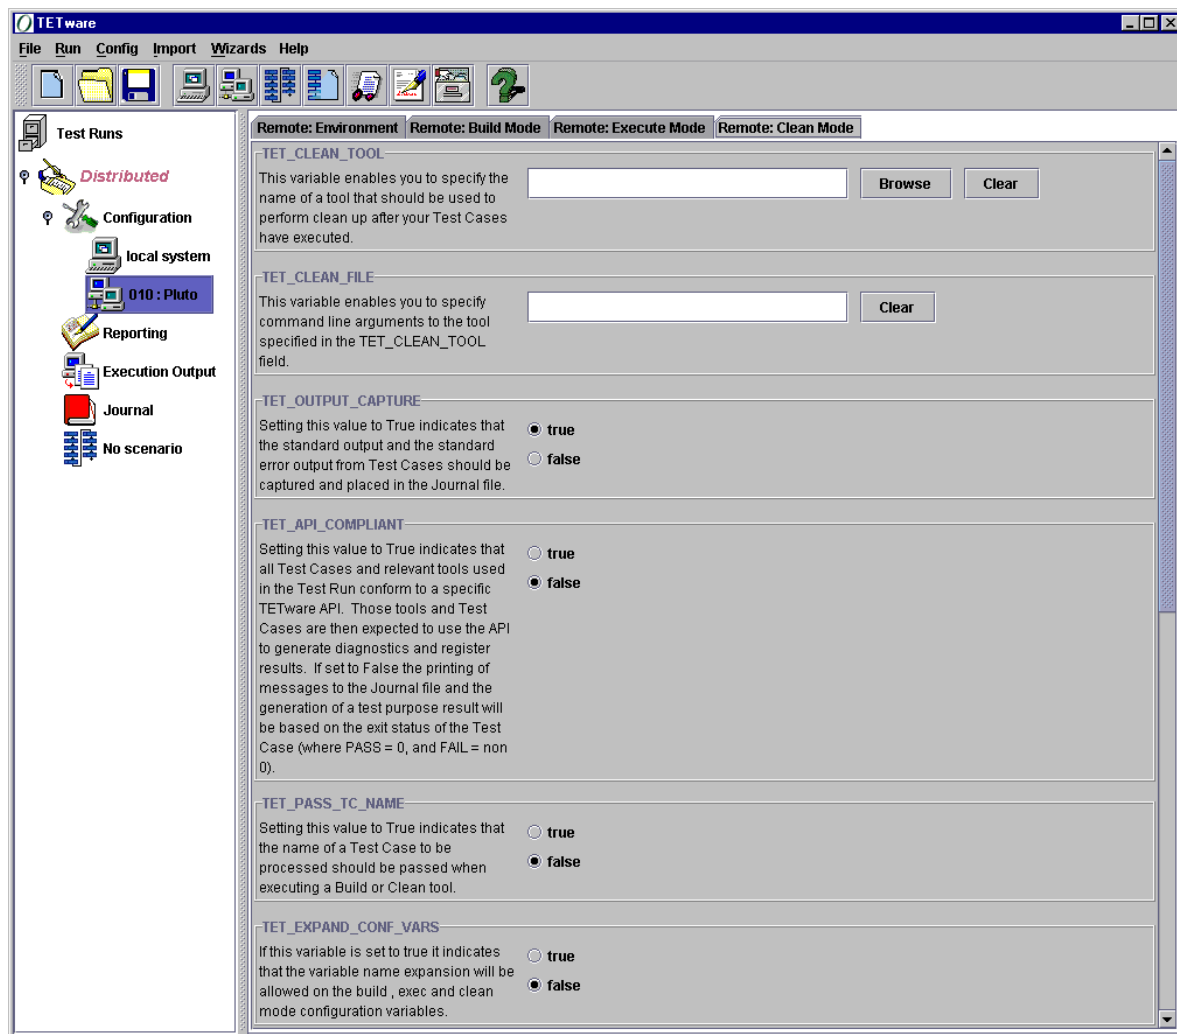 TETware
File Run Config Import Wizards Help
Test Runs
Distributed
Configuration
local system
010 : Pluto
Reporting
Execution Output
Journal
No scenario
Remote: Environment Remote: Build Mode Remote: Execute Mode Remote: Clean Mode
TET_CLEAN_TOOL
This variable enables you to specify the
name of a tool that should be used to
perform clean up after your Test Cases
have executed.
Browse Clear
TET_CLEAN_FILE
This variable enables you to specify
command line arguments to the tool
specified in the TET_CLEAN_TOOL
field.
Clear
TET_OUTPUT_CAPTURE
Setting this value to True indicates that
the standard output and the standard
error output from Test Cases should be
captured and placed in the Journal file.
true
false
TET_API_COMPLIANT
Setting this value to True indicates that
all Test Cases and relevant tools used
in the Test Run conform to a specific
TETware API. Those tools and Test
Cases are then expected to use the API
to generate diagnostics and register
results. If set to False the printing of
messages to the Journal file and the
generation of a test purpose result will
be based on the exit status of the Test
Case (where PASS = 0, and FAIL = non
0).
true
false
TET_PASS_TC_NAME
Setting this value to True indicates that
the name of a Test Case to be
processed should be passed when
executing a Build or Clean tool.
true
false
TET_EXPAND_CONF_VARS
If this variable is set to true it indicates
that the variable name expansion will be
allowed on the build , exec and clean
mode configuration variables.
true
false